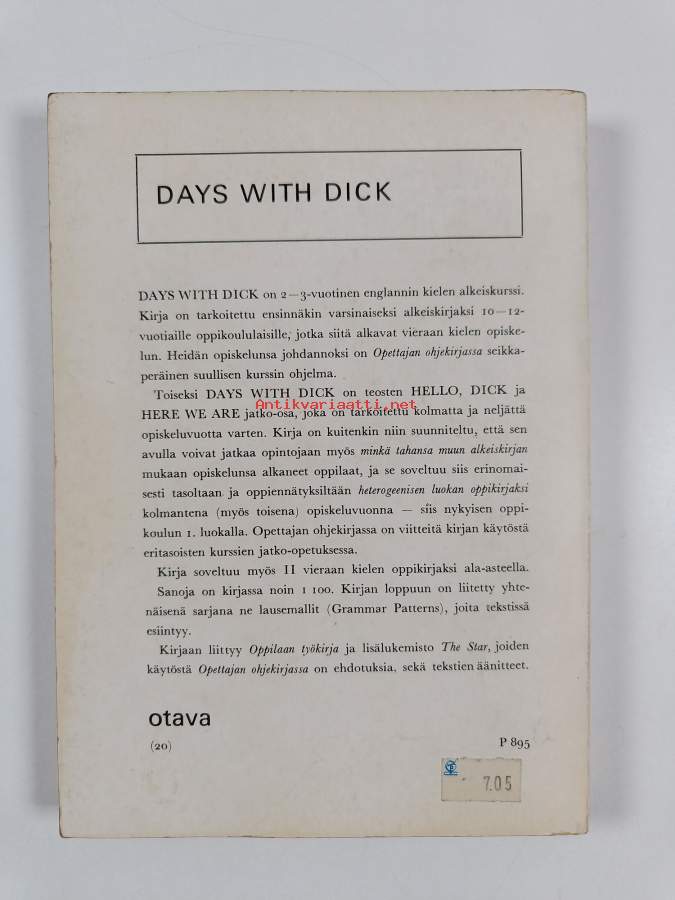 DAYS WITH DICK
DAYS WITH DICK on 2—3-vuotinen englannin kielen alkeiskurssi.
Kirja on tarkoitettu ensinnäkin varsinaiseksi alkeiskirjaksi 10—12-
vuotiaille oppikoululaisille, jotka siitä alkavat vieraan kielen opiske-
lun. Heidän opiskelunsa johdannoksi on Opettajan ohjekirjassa seikka-
peräinen suullisen kurssin ohjelma.
Toiseksi DAYS WITH DICK on teosten HELLO, DICK ja
HERE WE ARE jatko-osa, joka on tarkoitettu kolmatta ja neljättä
Antikvariaatti.net
opiskeluvuotta varten. Kirja on kuitenkin niin suunniteltu, että sen
avulla voivat jatkaa opintojaan myös minkä tahansa muun alkeiskirjan
mukaan opiskelunsa alkaneet oppilaat, ja se soveltuu siis erinomai-
sesti tasoltaan ja oppiennätyksiltään heterogeenisen luokan oppikirjaksi
kolmantena (myös toisena) opiskeluvuonna — siis nykyisen oppi-
koulun 1. luokalla. Opettajan ohjekirjassa on viitteitä kirjan käytöstä
eritasoisten kurssien jatko-opetuksessa.
Kirja soveltuu myös II vieraan kielen oppikirjaksi ala-asteella.
Sanoja on kirjassa noin 1 100. Kirjan loppuun on liitetty yhte-
näisenä sarjana ne lausemallit (Grammar Patterns), joita tekstissä
esiintyy.
Kirjaan liittyy Oppilaan työkirja ja lisälukemisto The Star, joiden
käytöstä Opettajan ohjekirjassa on ehdotuksia, sekä tekstien äänitteet.
otava
(20)
P 895
7.05